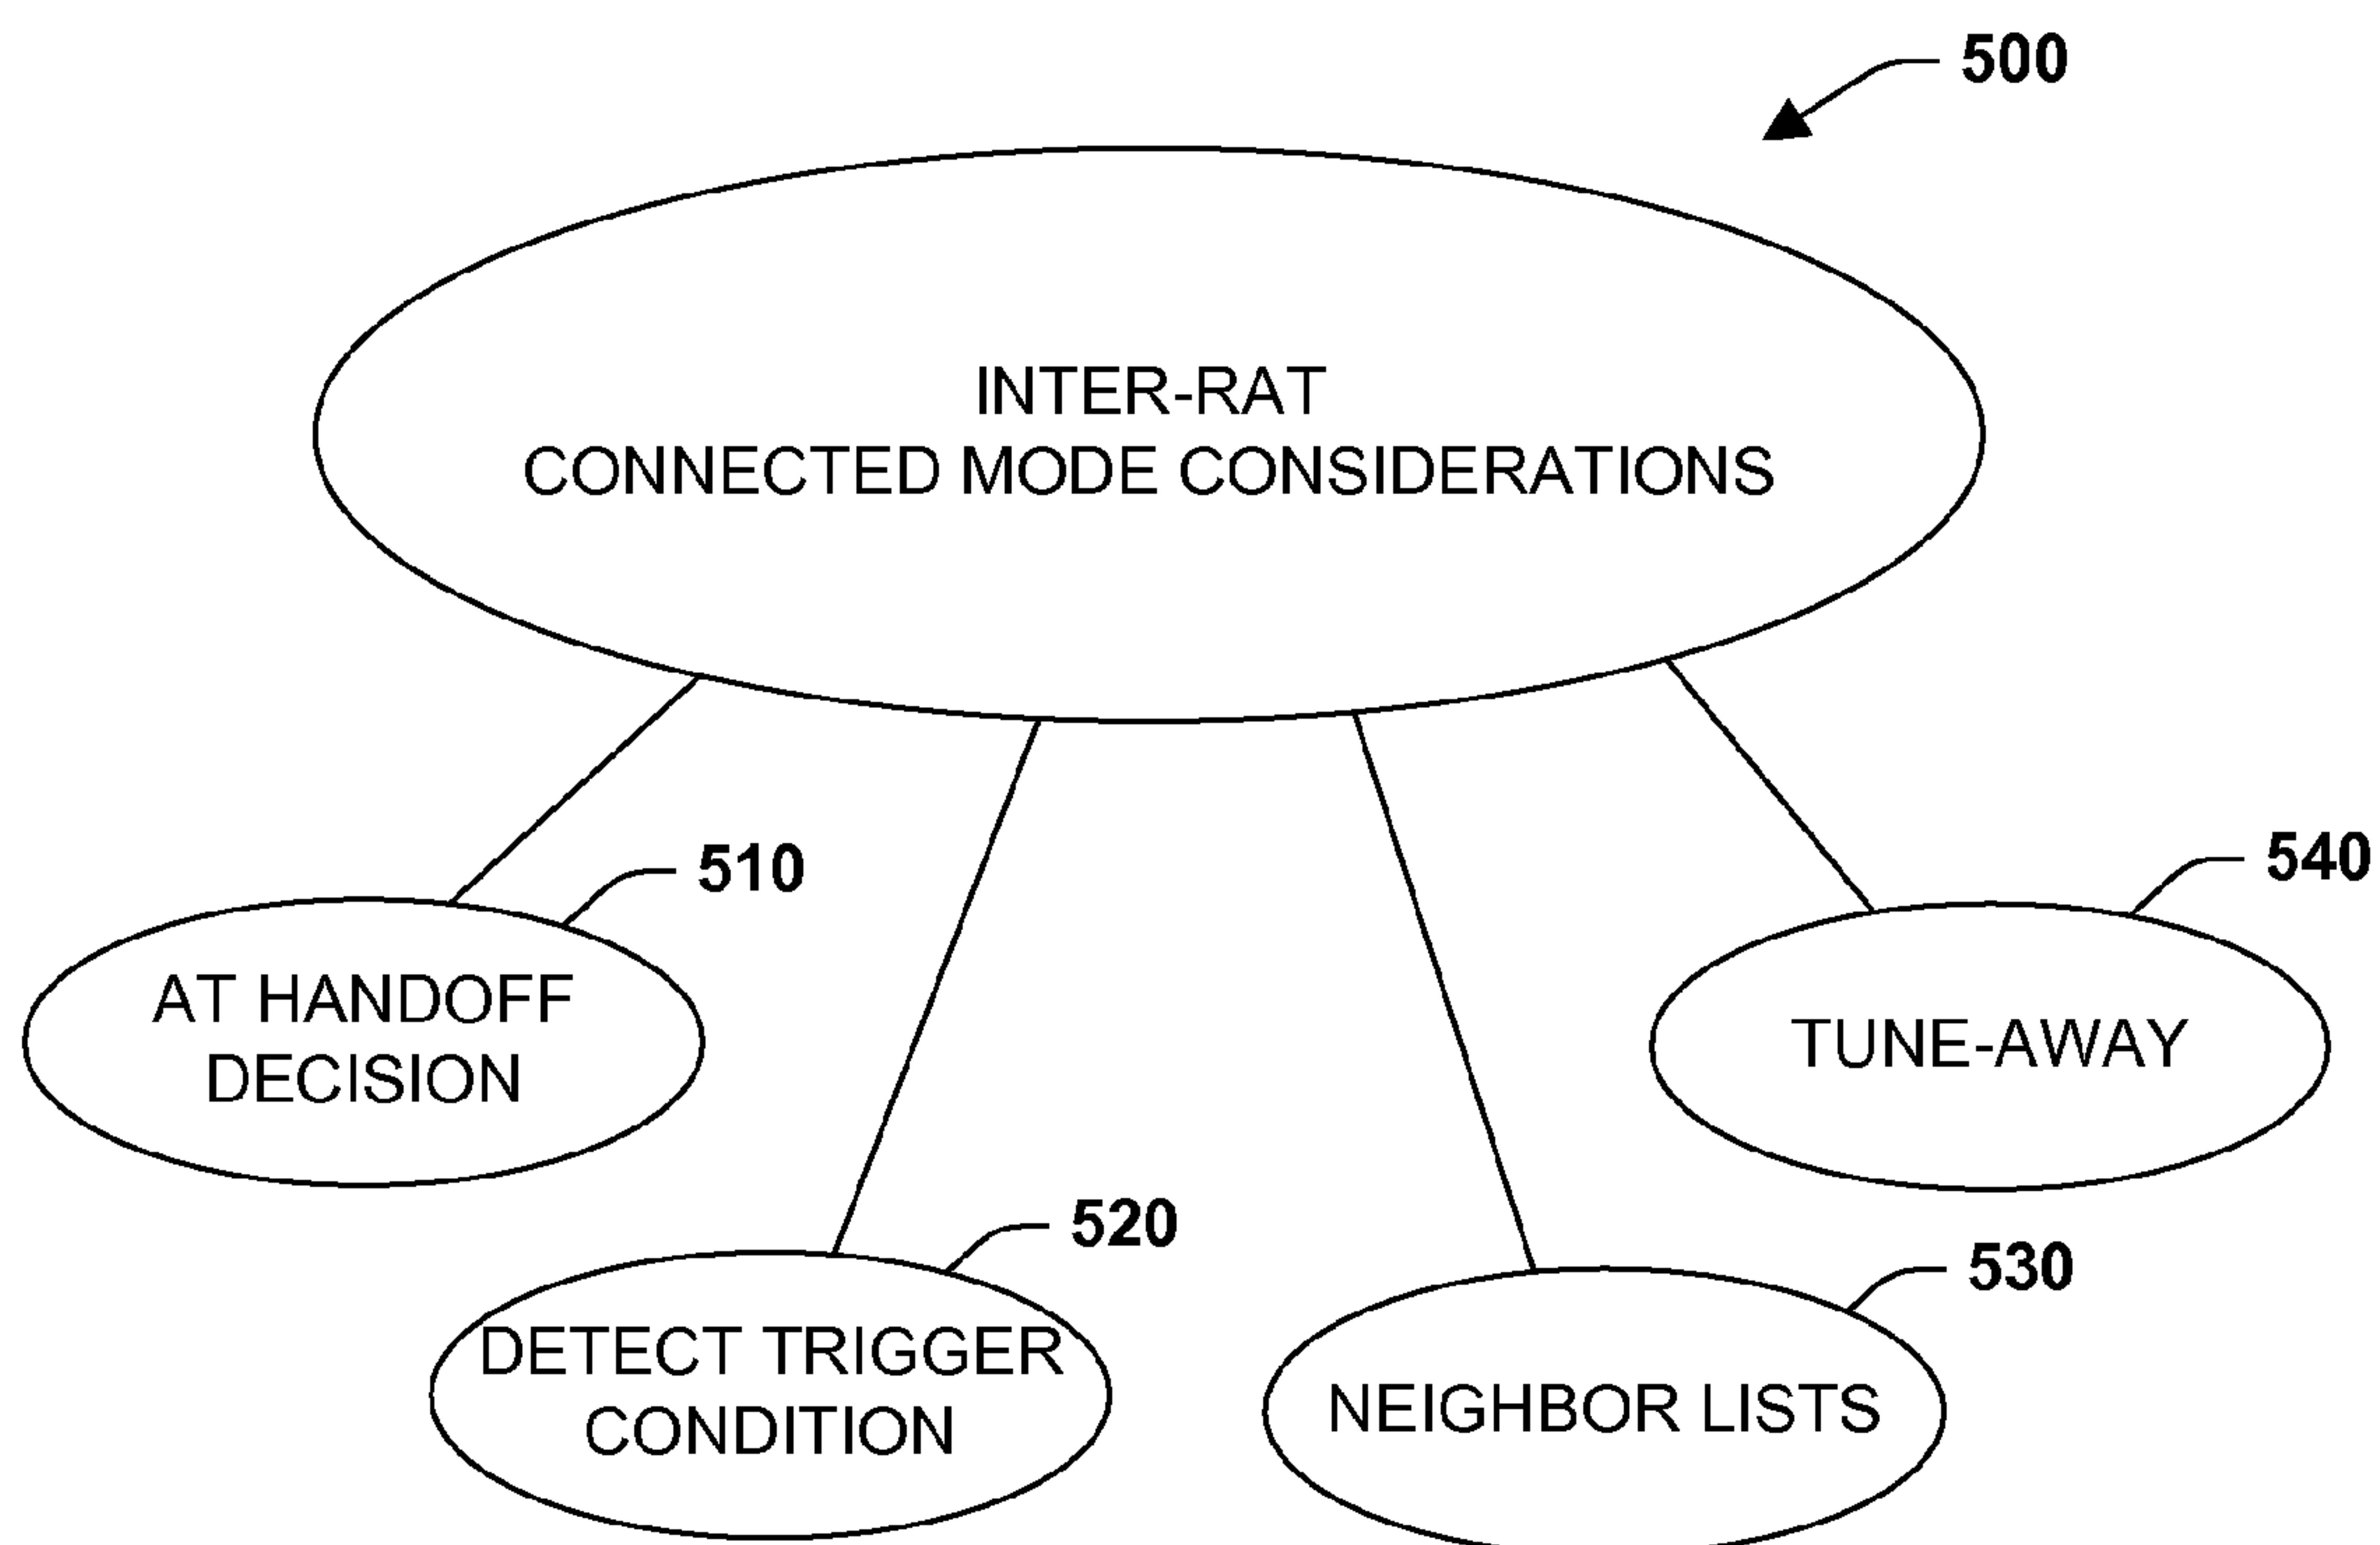 500
INTER-RAT
CONNECTED MODE CONSIDERATIONS
510
AT HANDOFF
DECISION
540
TUNE-AWAY
520
DETECT TRIGGER
CONDITION
530
NEIGHBOR LISTS